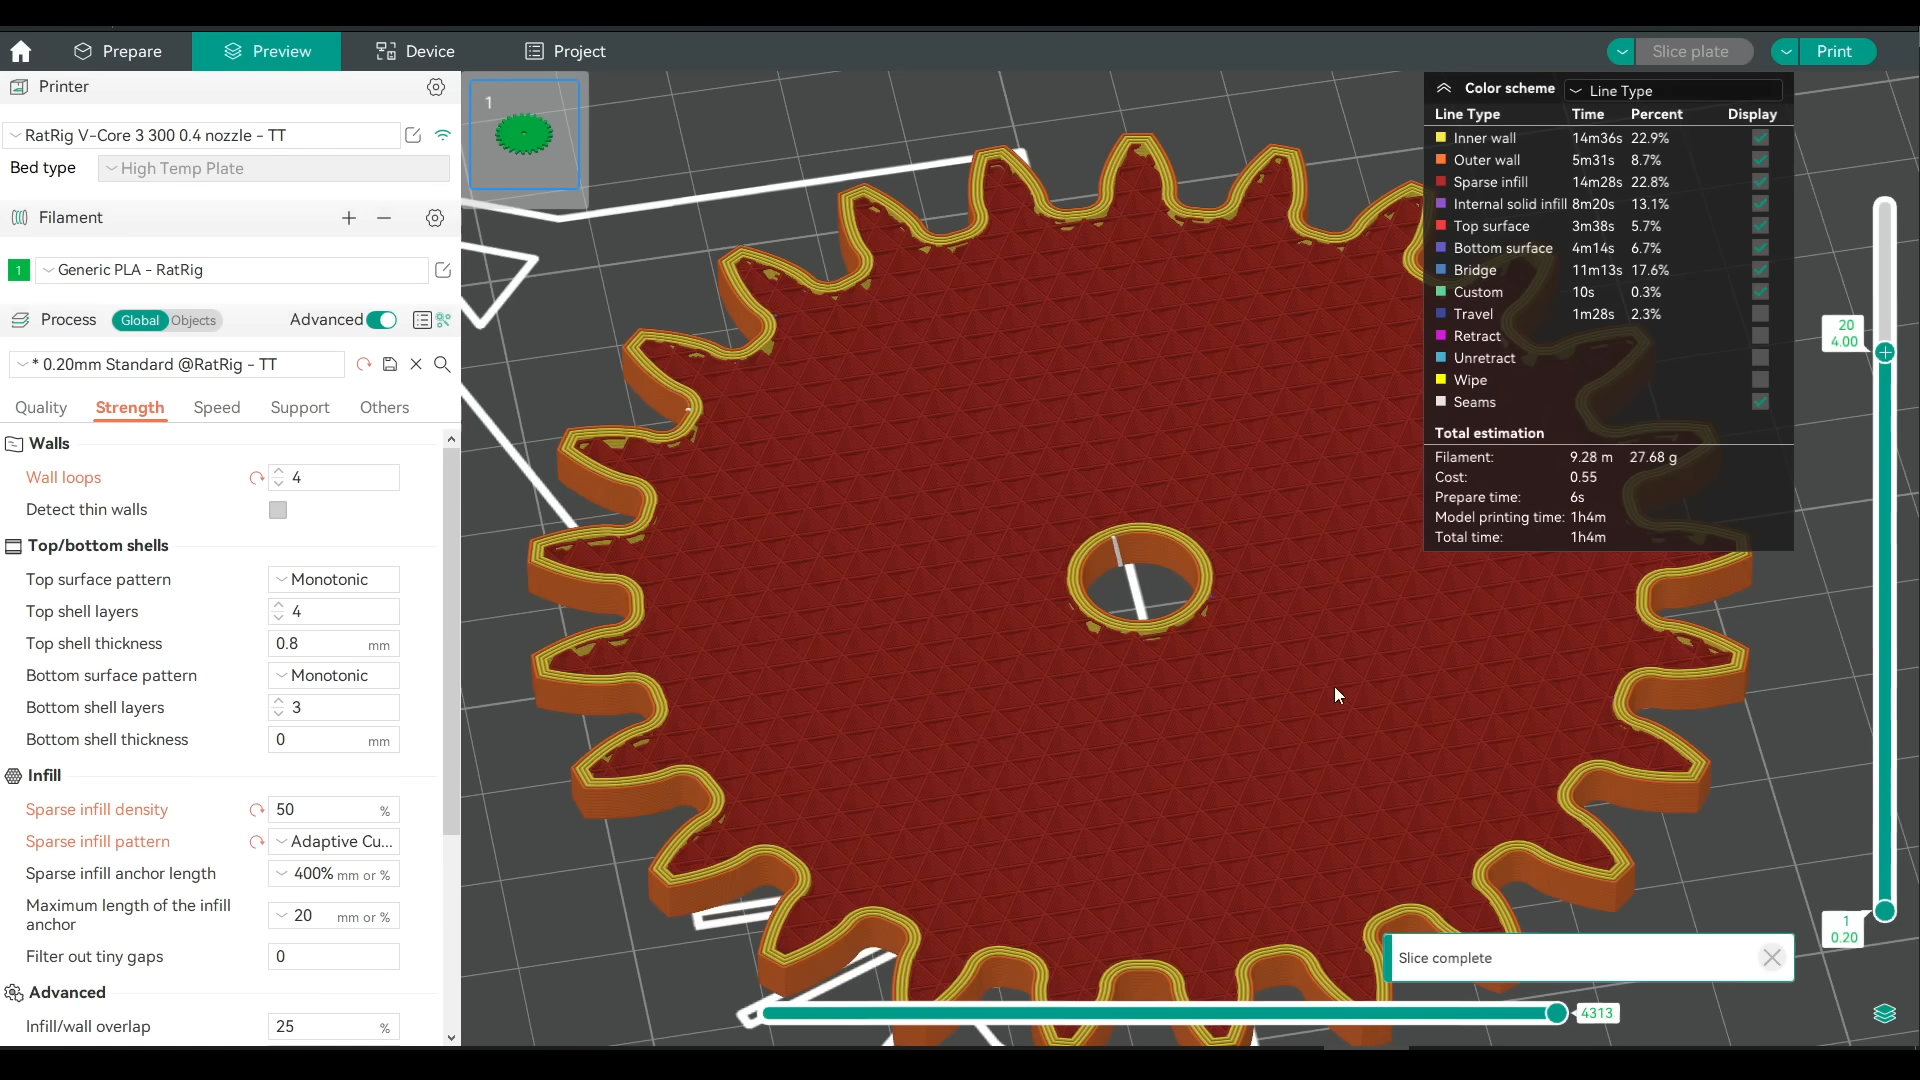 Prepare
Preview
Device
Project
Slice plate
Print
Printer
RatRig V-Core 3 300 0.4 nozzle - TT
Bed type
High Temp Plate
Filament
1
Generic PLA - RatRig
Process
Global
Objects
Advanced
* 0.20mm Standard @RatRig - TT
Quality
Strength
Speed
Support
Others
Walls
Wall loops
4
Detect thin walls
Top/bottom shells
Top surface pattern
Monotonic
Top shell layers
4
Top shell thickness
0.8 mm
Bottom surface pattern
Monotonic
Bottom shell layers
3
Bottom shell thickness
0 mm
Infill
Sparse infill density
50 %
Sparse infill pattern
Adaptive Cu...
Sparse infill anchor length
400% mm or %
Maximum length of the infill
anchor
20 mm or %
Filter out tiny gaps
0
Advanced
Infill/wall overlap
25 %
1
Color scheme
Line Type
Line Type Time Percent Display
Inner wall 14m36s 22.9%
Outer wall 5m31s 8.7%
Sparse infill 14m28s 22.8%
Internal solid infill 8m20s 13.1%
Top surface 3m38s 5.7%
Bottom surface 4m14s 6.7%
Bridge 11m13s 17.6%
Custom 10s 0.3%
Travel 1m28s 2.3%
Retract
Unretract
Wipe
Seams
Total estimation
Filament: 9.28 m 27.68 g
Cost: 0.55
Prepare time: 6s
Model printing time: 1h4m
Total time: 1h4m
20
4.00
1
0.20
Slice complete
4313